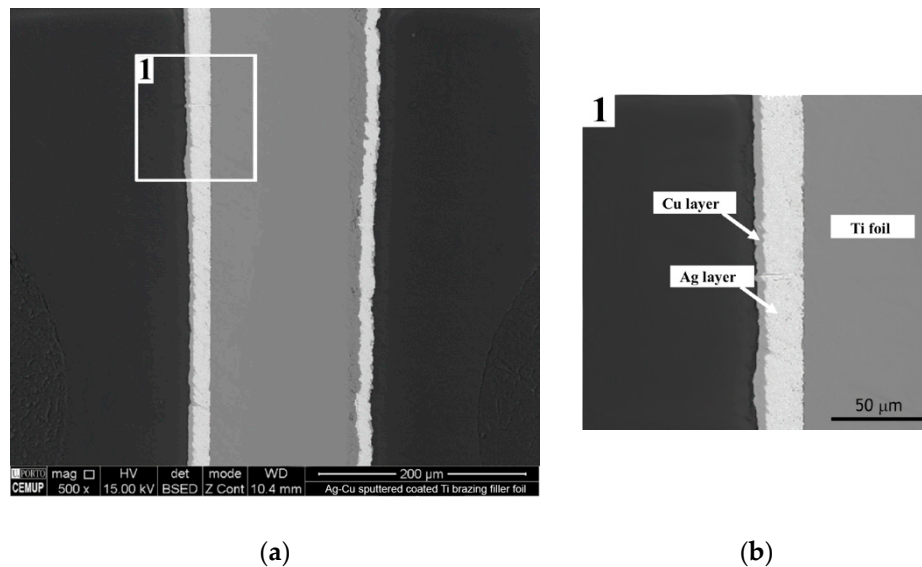 1
1
Cu layer
Ti foil
Ag layer
50 μm
U.PORTO mag HV det mode WD 200 μm
CEMUP 500 x 15.00 kV BSED Z Cont 10.4 mm Ag-Cu sputtered coated Ti brazing filler foil
(a) (b)